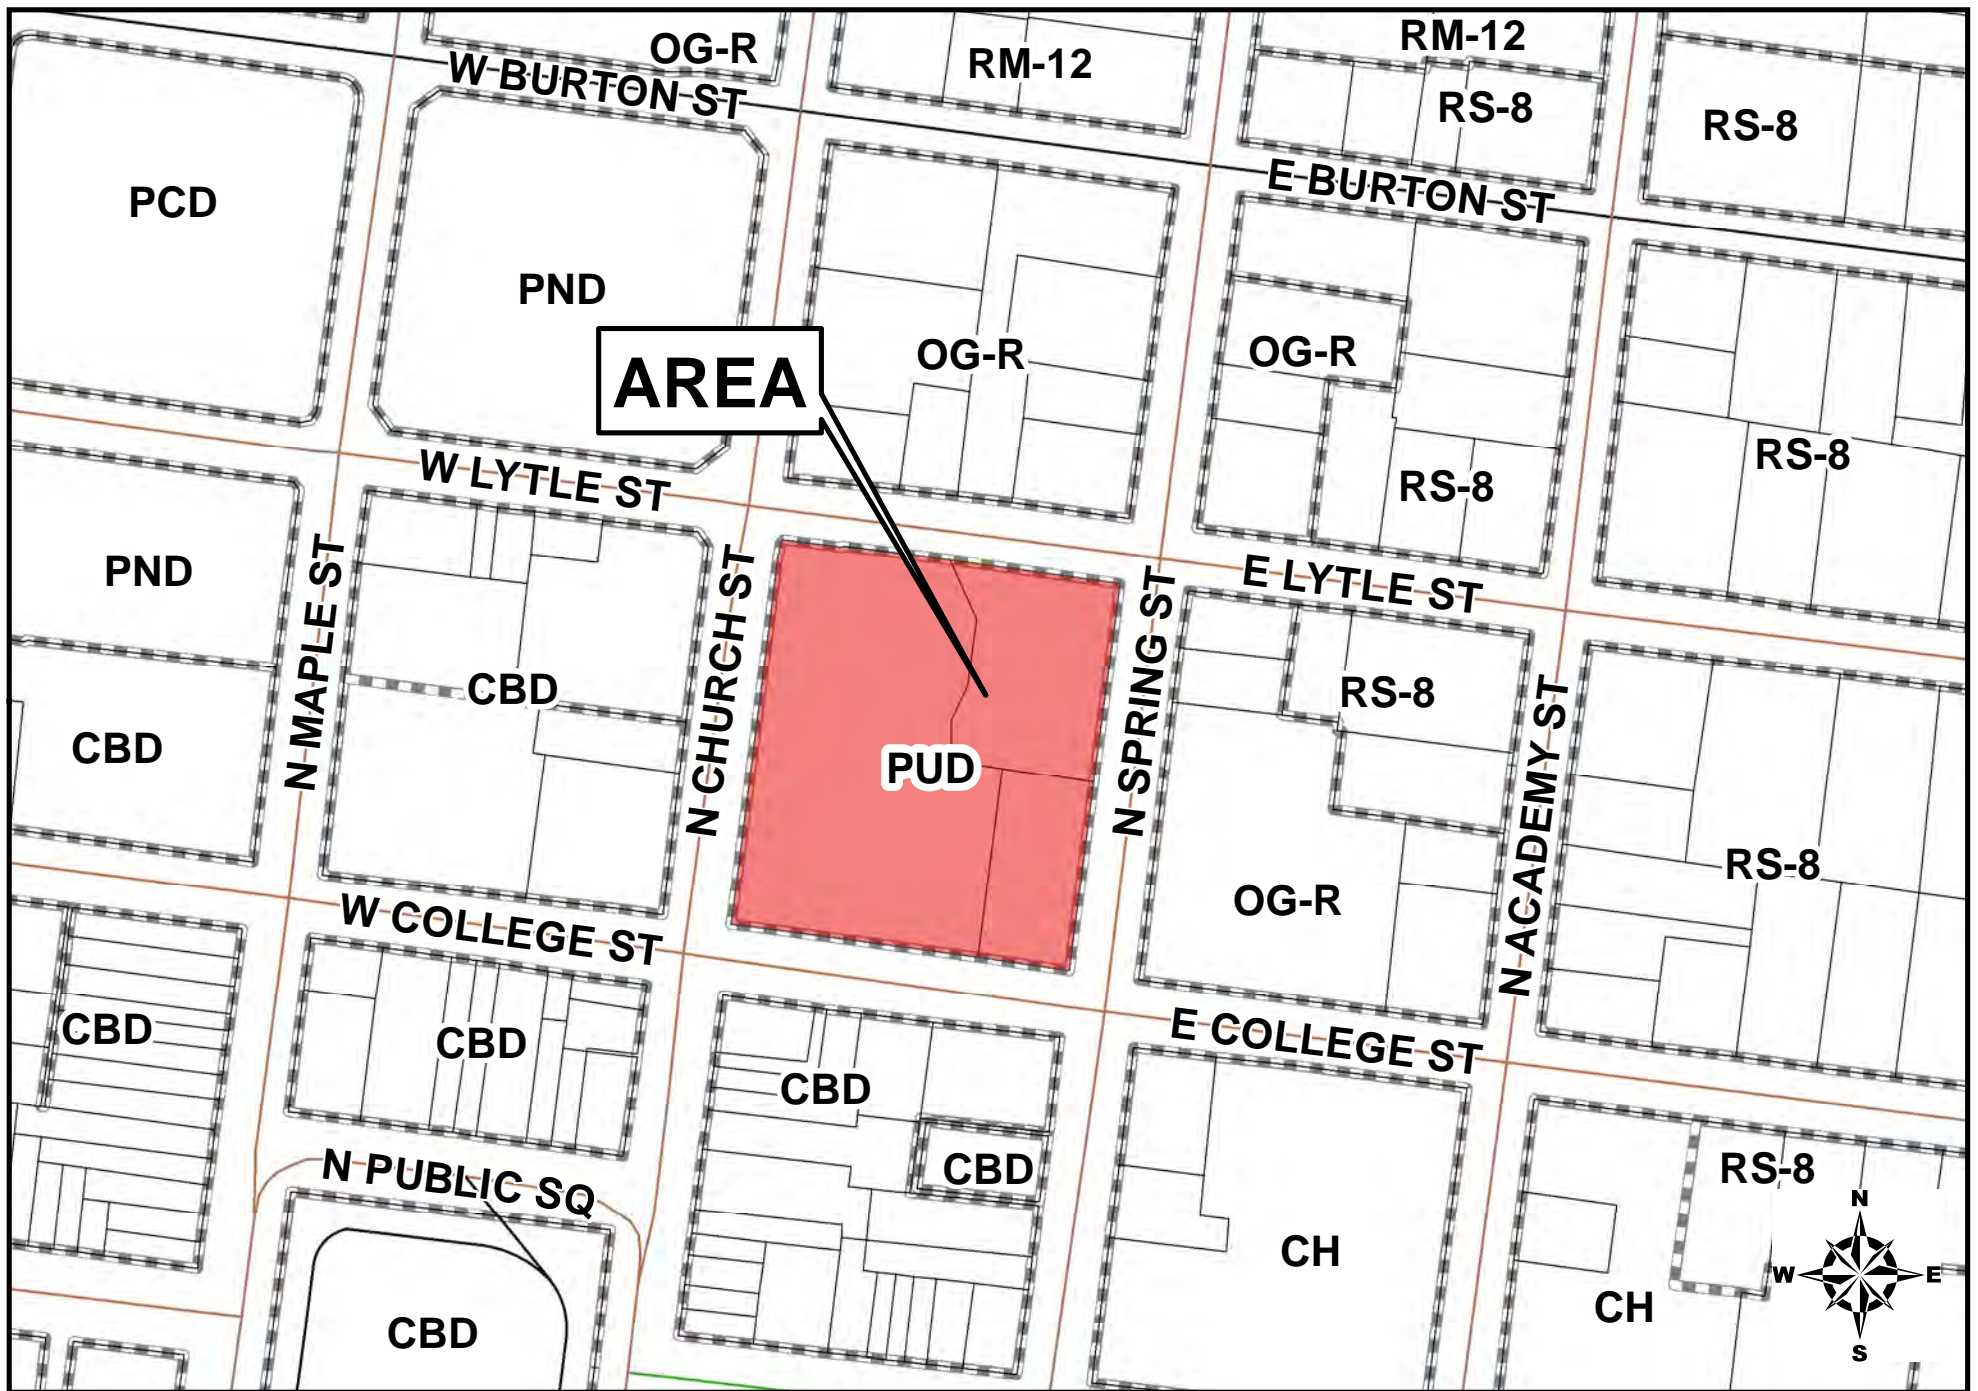 OG-R
RM-12
RM-12
W BURTON ST
RS-8
RS-8
PCD
E BURTON ST
PND
AREA
OG-R
OG-R
W LYTLE ST
RS-8
RS-8
PND
N MAPLE ST
N CHURCH ST
N SPRING ST
E LYTLE ST
CBD
CBD
PUD
RS-8
N ACADEMY ST
RS-8
OG-R
W COLLEGE ST
E COLLEGE ST
CBD
CBD
CBD
CBD
N PUBLIC SQ
RS-8
CH
CH
CBD
N
W
E
S